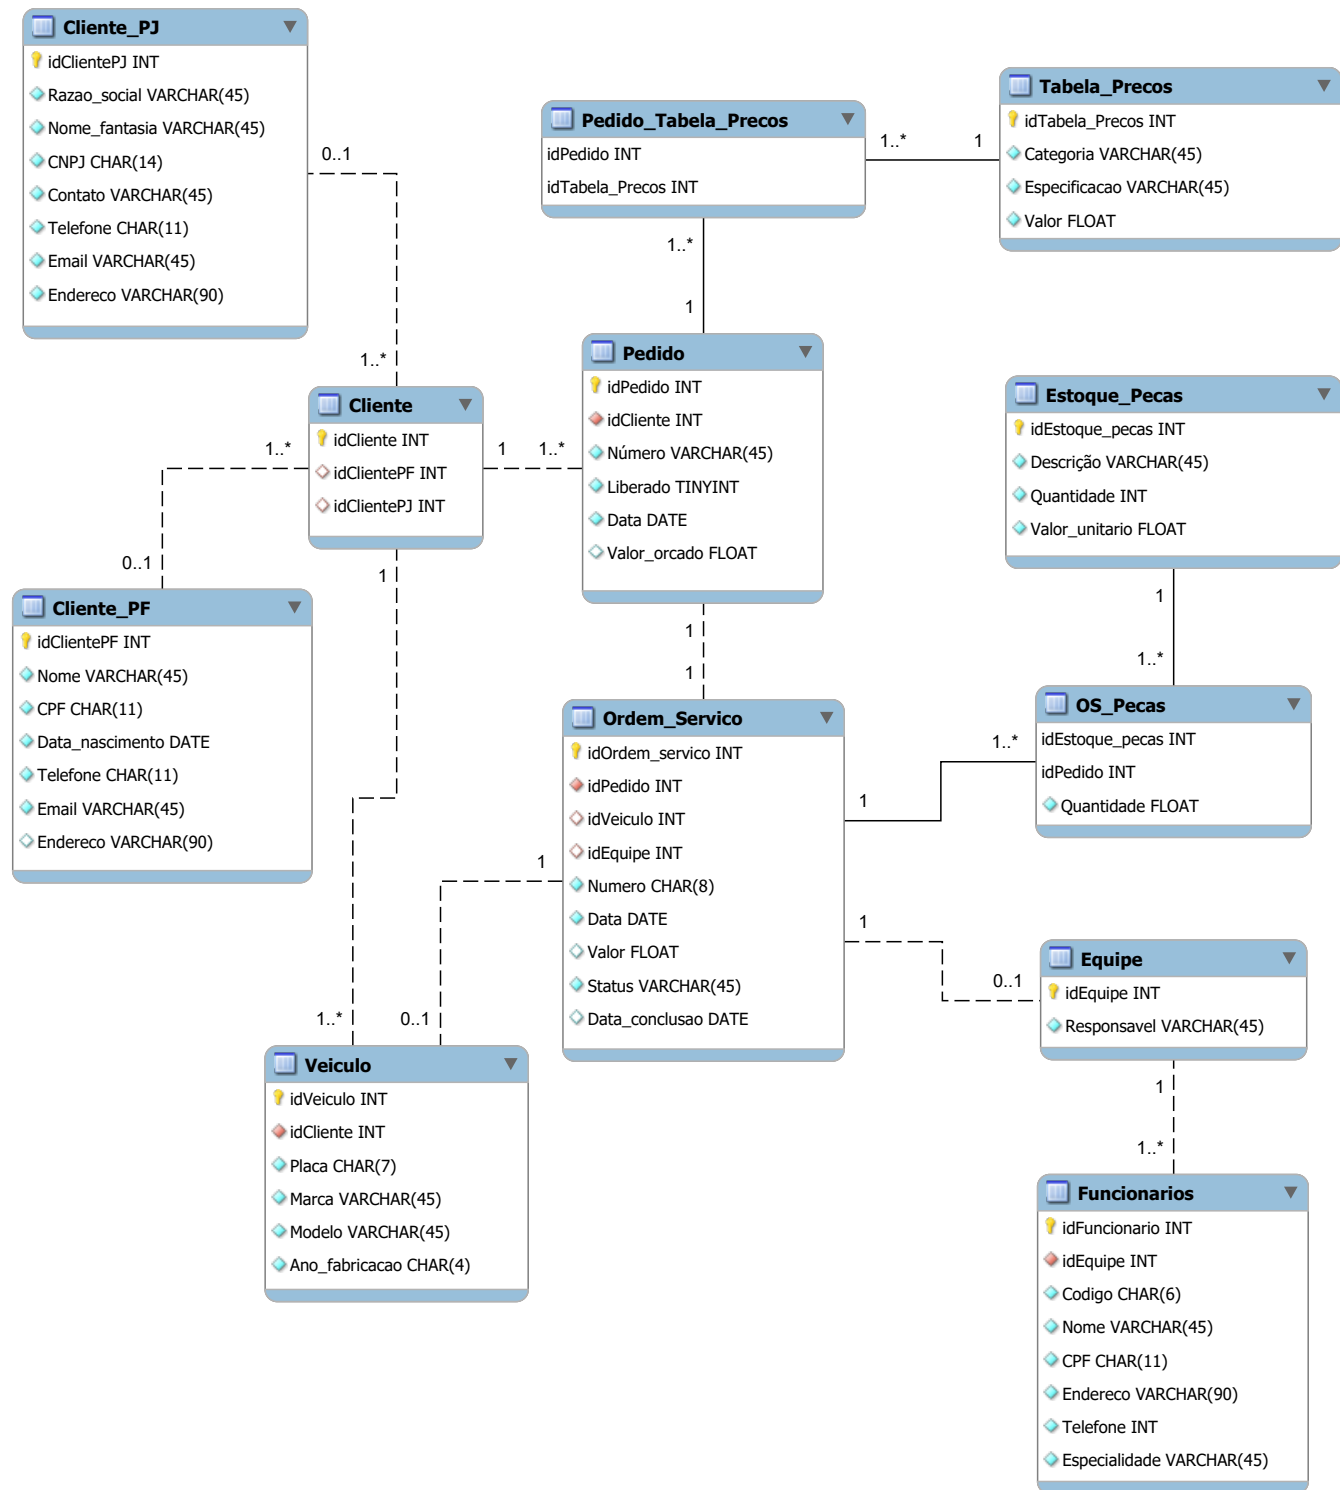 Cliente_PJ
idClientePJ INT
Razao_social VARCHAR(45)
Nome_fantasia VARCHAR(45)
CNPJ CHAR(14)
Contato VARCHAR(45)
Telefone CHAR(11)
Email VARCHAR(45)
Endereco VARCHAR(90)
0..1
1..*
Pedido_Tabela_Precos
idPedido INT
idTabela_Precos INT
1..*
1
Tabela_Precos
idTabela_Precos INT
Categoria VARCHAR(45)
Especificacao VARCHAR(45)
Valor FLOAT
1..*
1
Cliente
idCliente INT
idClientePF INT
idClientePJ INT
1..*
0..1
1
1..*
Pedido
idPedido INT
idCliente INT
Número VARCHAR(45)
Liberado TINYINT
Data DATE
Valor_orcado FLOAT
1
1
Estoque_Pecas
idEstoque_pecas INT
Descrição VARCHAR(45)
Quantidade INT
Valor_unitario FLOAT
1
1..*
Cliente_PF
idClientePF INT
Nome VARCHAR(45)
CPF CHAR(11)
Data_nascimento DATE
Telefone CHAR(11)
Email VARCHAR(45)
Endereco VARCHAR(90)
1
1..*
Ordem_Servico
idOrdem_servico INT
idPedido INT
idVeiculo INT
idEquipe INT
Numero CHAR(8)
Data DATE
Valor FLOAT
Status VARCHAR(45)
Data_conclusao DATE
1
1..*
OS_Pecas
idEstoque_pecas INT
idPedido INT
Quantidade FLOAT
1
0..1
1
0..1
Equipe
idEquipe INT
Responsavel VARCHAR(45)
1
1..*
Veiculo
idVeiculo INT
idCliente INT
Placa CHAR(7)
Marca VARCHAR(45)
Modelo VARCHAR(45)
Ano_fabricacao CHAR(4)
Funcionarios
idFuncionario INT
idEquipe INT
Codigo CHAR(6)
Nome VARCHAR(45)
CPF CHAR(11)
Endereco VARCHAR(90)
Telefone INT
Especialidade VARCHAR(45)